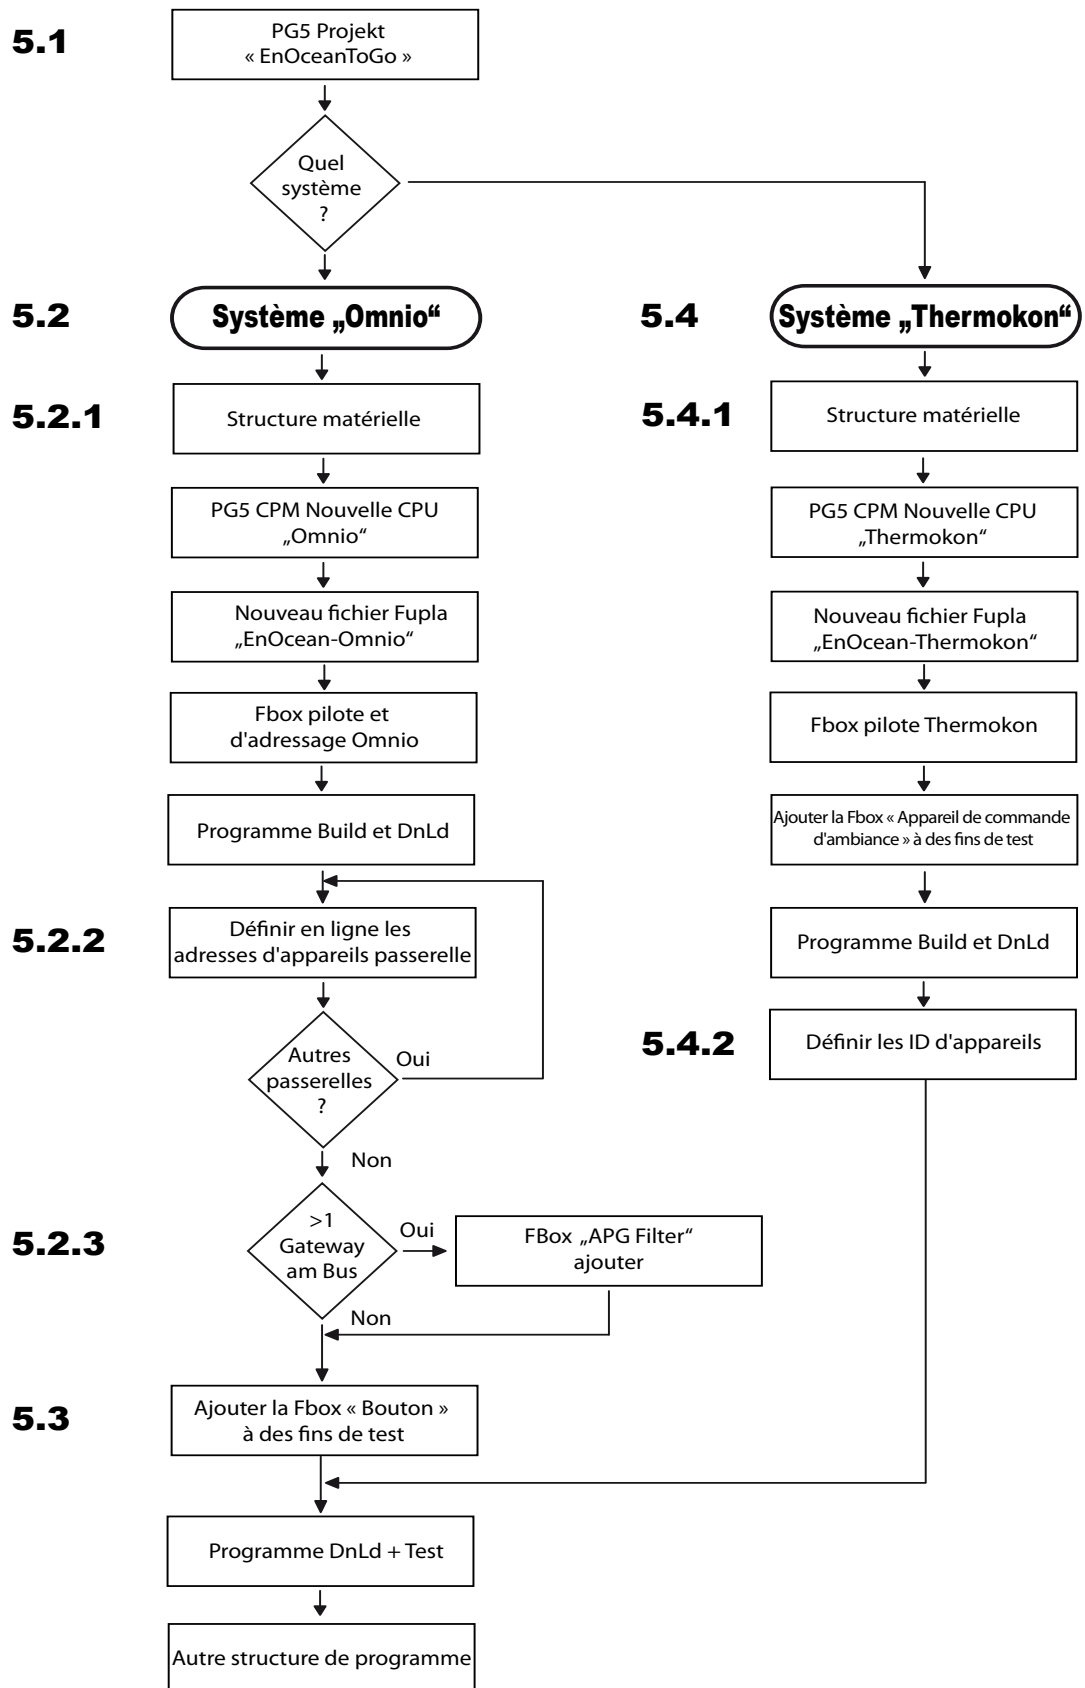 5.1
PG5 Projekt
« EnOceanToGo »
Quel
système
?
5.2
Système „Omnio“
5.2.1
Structure matérielle
PG5 CPM Nouvelle CPU
„Omnio“
Nouveau fichier Fupla
„EnOcean-Omnio“
Fbox pilote et
d'adressage Omnio
Programme Build et DnLd
5.2.2
Définir en ligne les
adresses d'appareils passerelle
Autres
passerelles
?
Oui
Non
5.2.3
>1
Gateway
am Bus
Oui
FBox „APG Filter“
ajouter
Non
5.3
Ajouter la Fbox « Bouton »
à des fins de test
Programme DnLd + Test
Autre structure de programme
5.4
Système „Thermokon“
5.4.1
Structure matérielle
PG5 CPM Nouvelle CPU
„Thermokon“
Nouveau fichier Fupla
„EnOcean-Thermokon“
Fbox pilote Thermokon
Ajouter la Fbox « Appareil de commande
d'ambiance » à des fins de test
Programme Build et DnLd
5.4.2
Définir les ID d'appareils